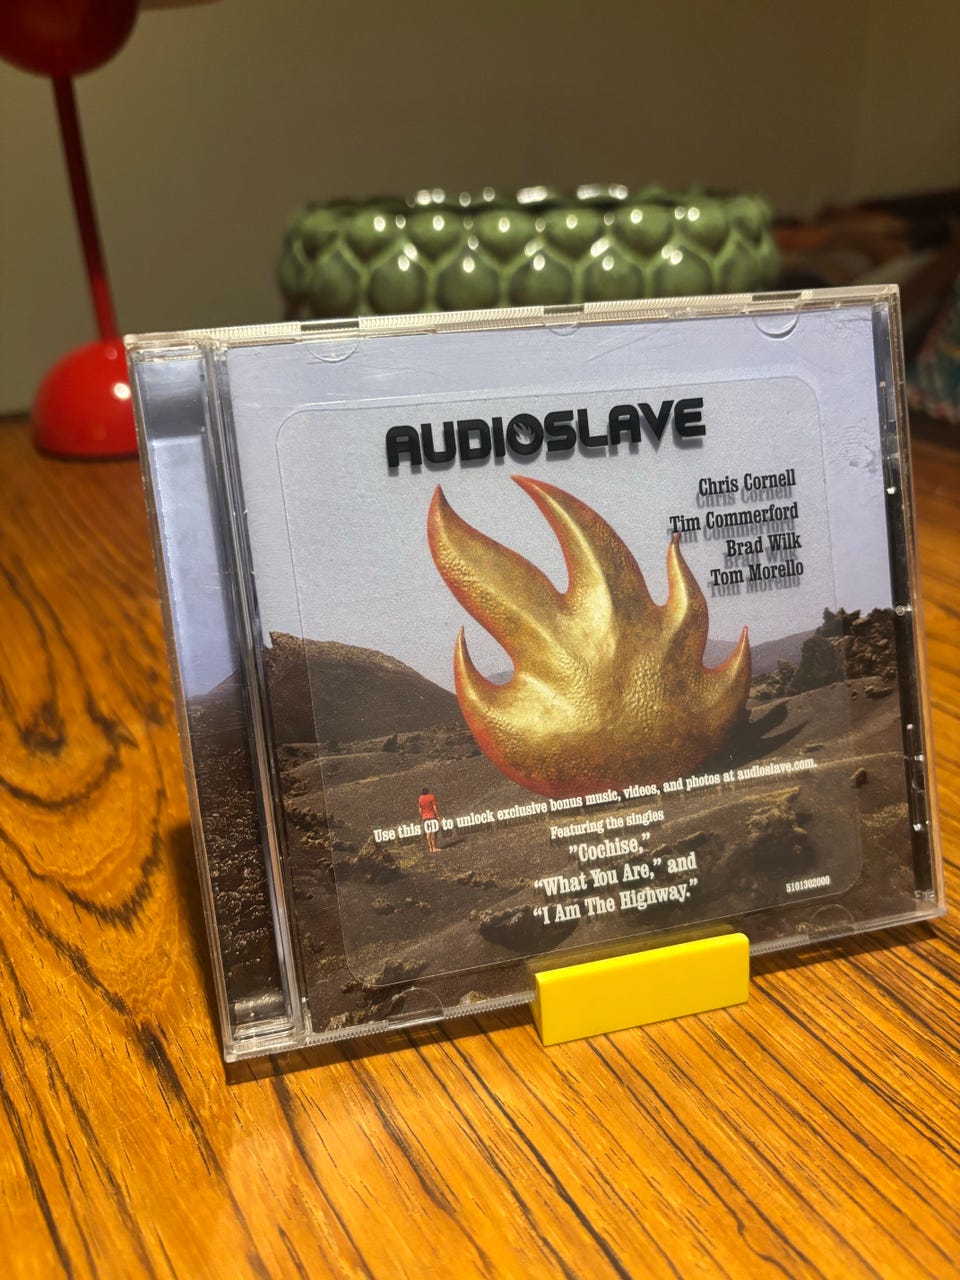 AUDIOSLAVE
Chris Cornell
Tim Commerford
Brad Wilk
Tom Morello
Use this CD to unlock exclusive bonus music, videos, and photos at audioslave.com.
Featuring the singles
"Cochise,"
"What You Are," and
"I Am The Highway."
5101302000